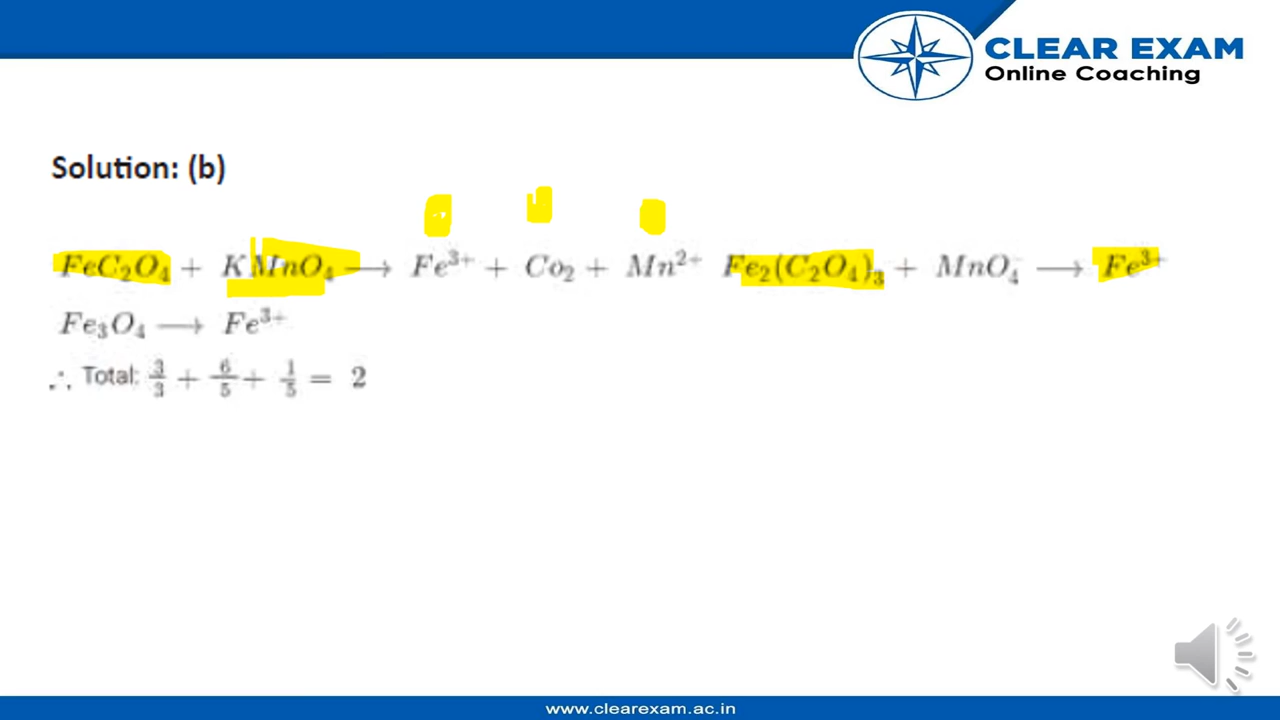 CLEAR EXAM
Online Coaching
Solution: (b)
FeC₂O₄ + KMnO₄ ⟶ Fe³⁺ + Co₂ + Mn²⁺ Fe₂(C₂O₄)₃ + MnO₄⁻ ⟶ Fe³⁺
Fe₃O₄ ⟶ Fe³⁺
∴ Total: 3/3 + 6/5 + 1/5 = 2
www.clearexam.ac.in